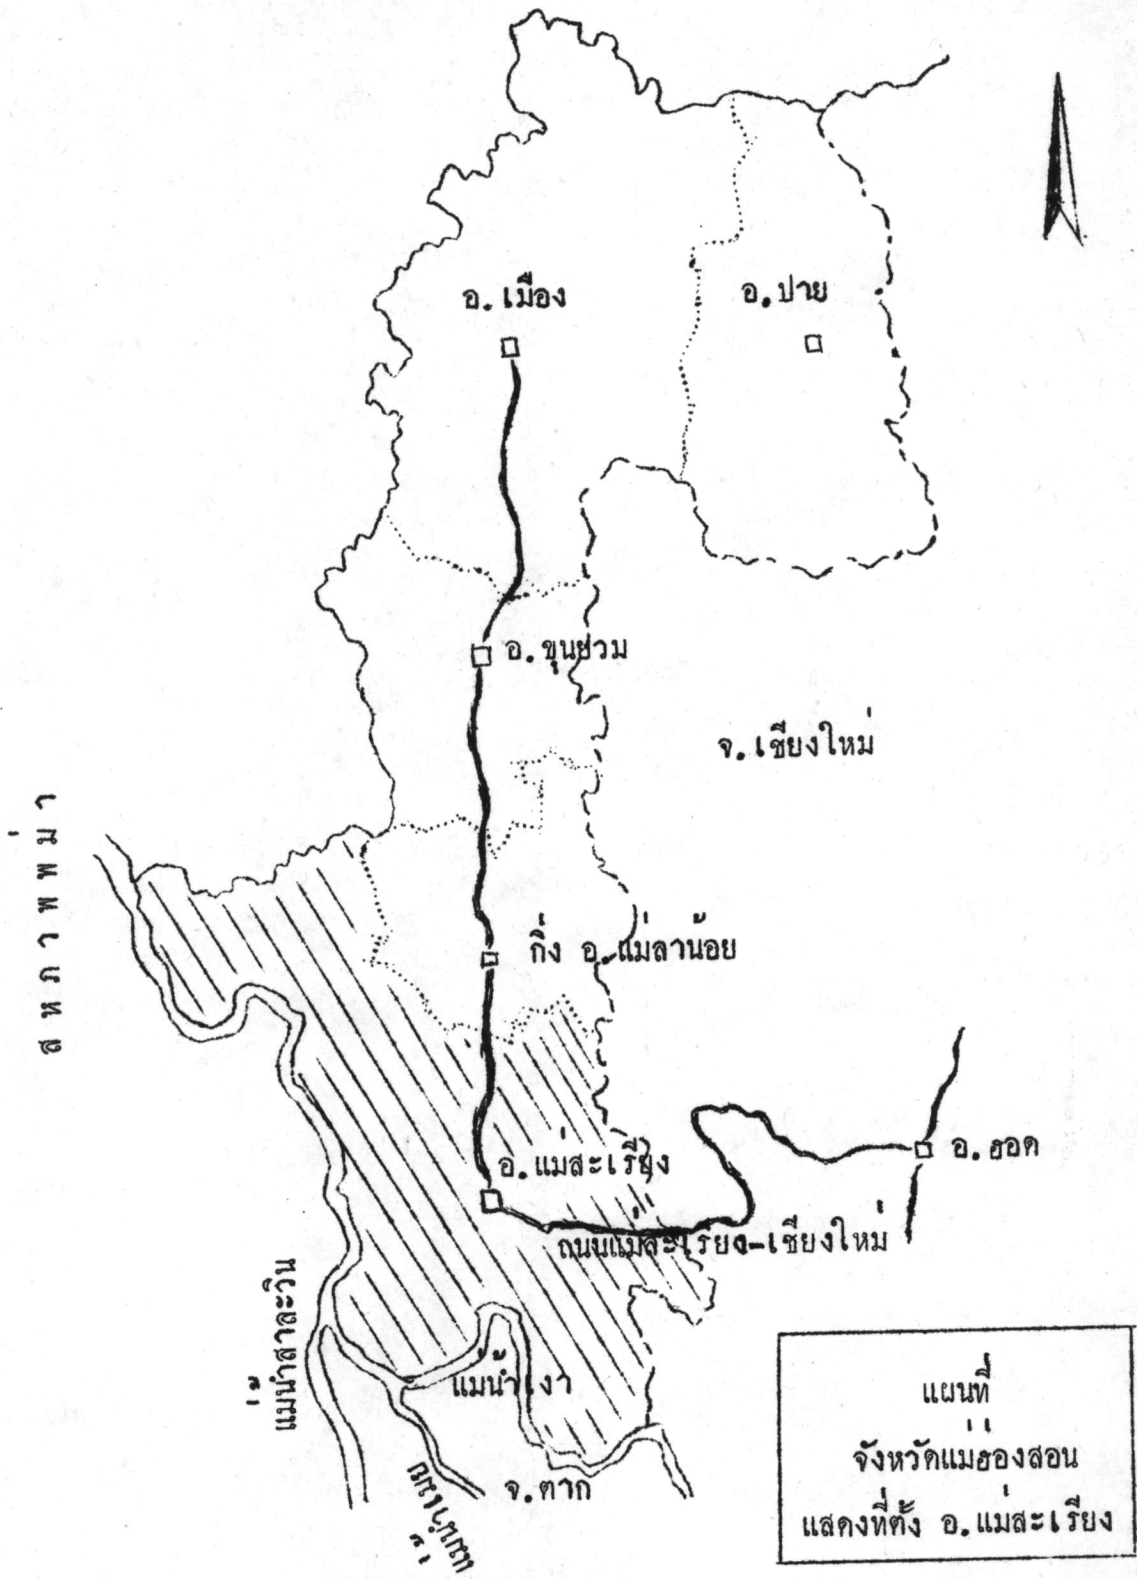 อ.เมือง
อ.ปาย
อ.ขุนยวม
จ.เชียงใหม่
สหภาพพม่า
กิ่ง อ.แม่ลาน้อย
อ.แม่สะเรียง
อ.ฮอด
ถนนแม่สะเรียง-เชียงใหม่
แม่น้ำสาละวิน
แม่น้ำเงา
จ.ตาก
แผนที่
จังหวัดแม่ฮ่องสอน
แสดงที่ตั้ง อ.แม่สะเรียง